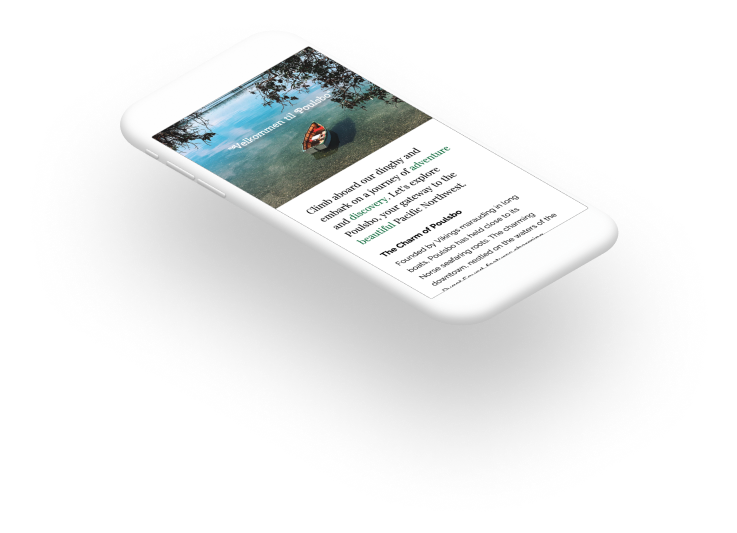 "Velkommen til Poulsbo"
Climb aboard our dinghy and
embark on a journey of adventure
and discovery. Let's explore
Poulsbo, your gateway to the
beautiful Pacific Northwest.
The Charm of Poulsbo
Founded by Vikings marauding in long
boats, Poulsbo has held close to its
Norse seafaring roots. The charming
downtown, nestled on the waters of the